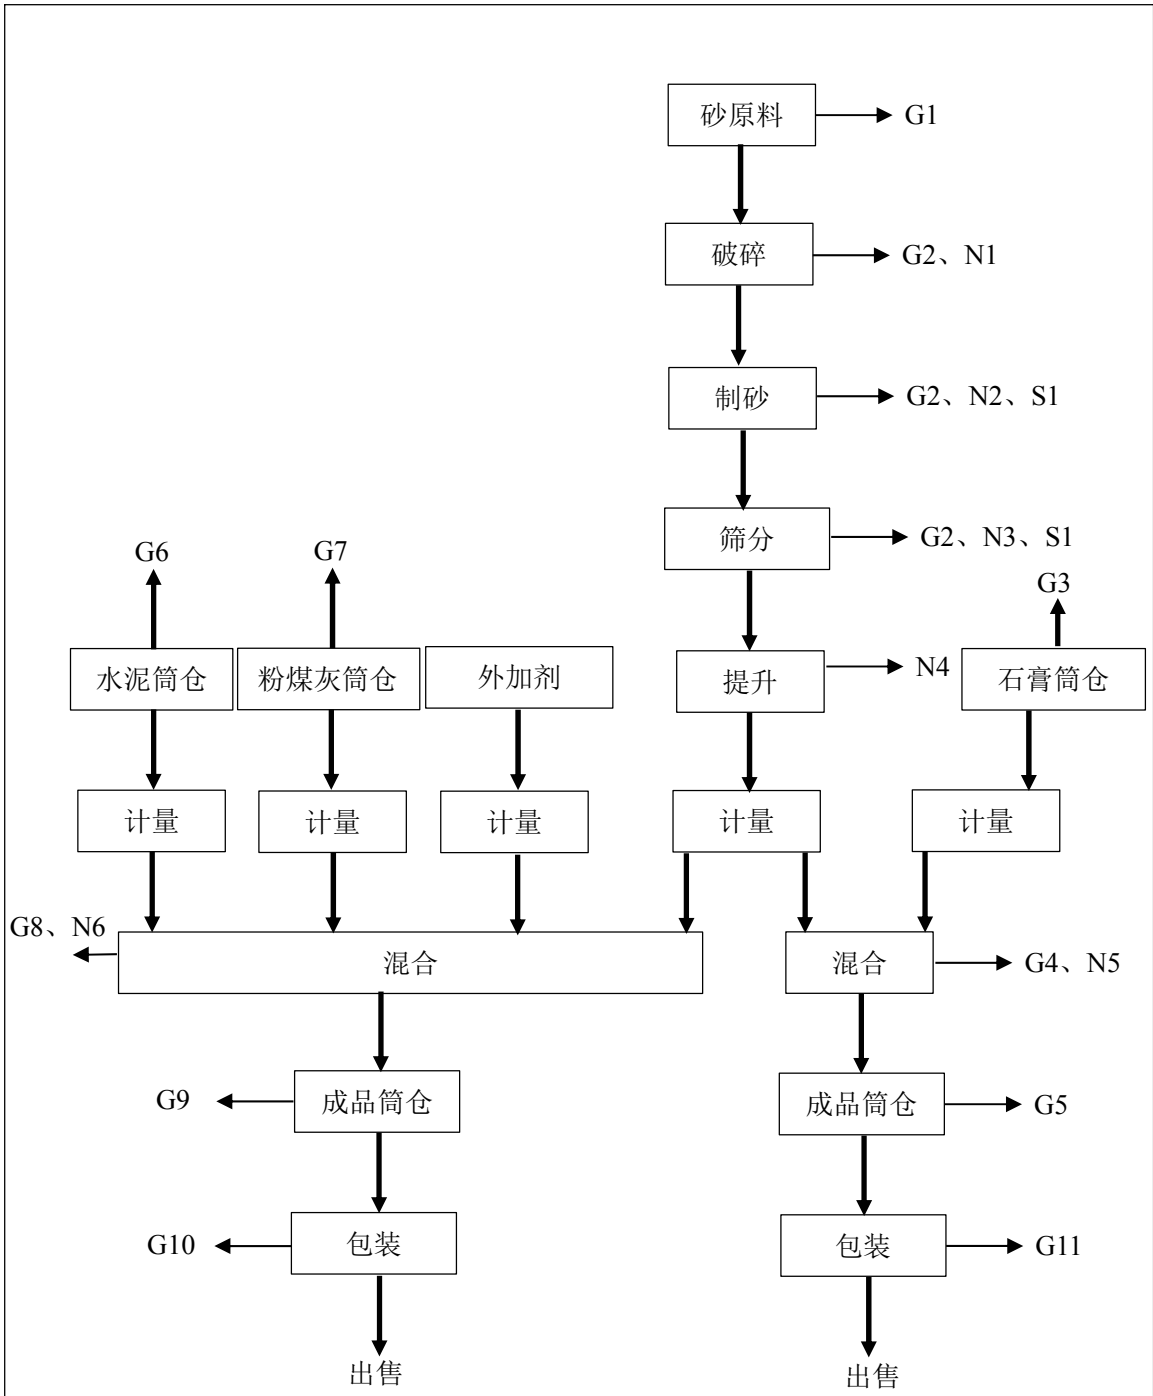 砂原料 G1
破碎 G2、N1
制砂 G2、N2、S1
筛分 G2、N3、S1
G6 G7 G3
水泥筒仓 粉煤灰筒仓 外加剂 提升 N4 石膏筒仓
计量 计量 计量 计量 计量
G8、N6 混合 混合 G4、N5
G9 成品筒仓 成品筒仓 G5
G10 包装 包装 G11
出售 出售